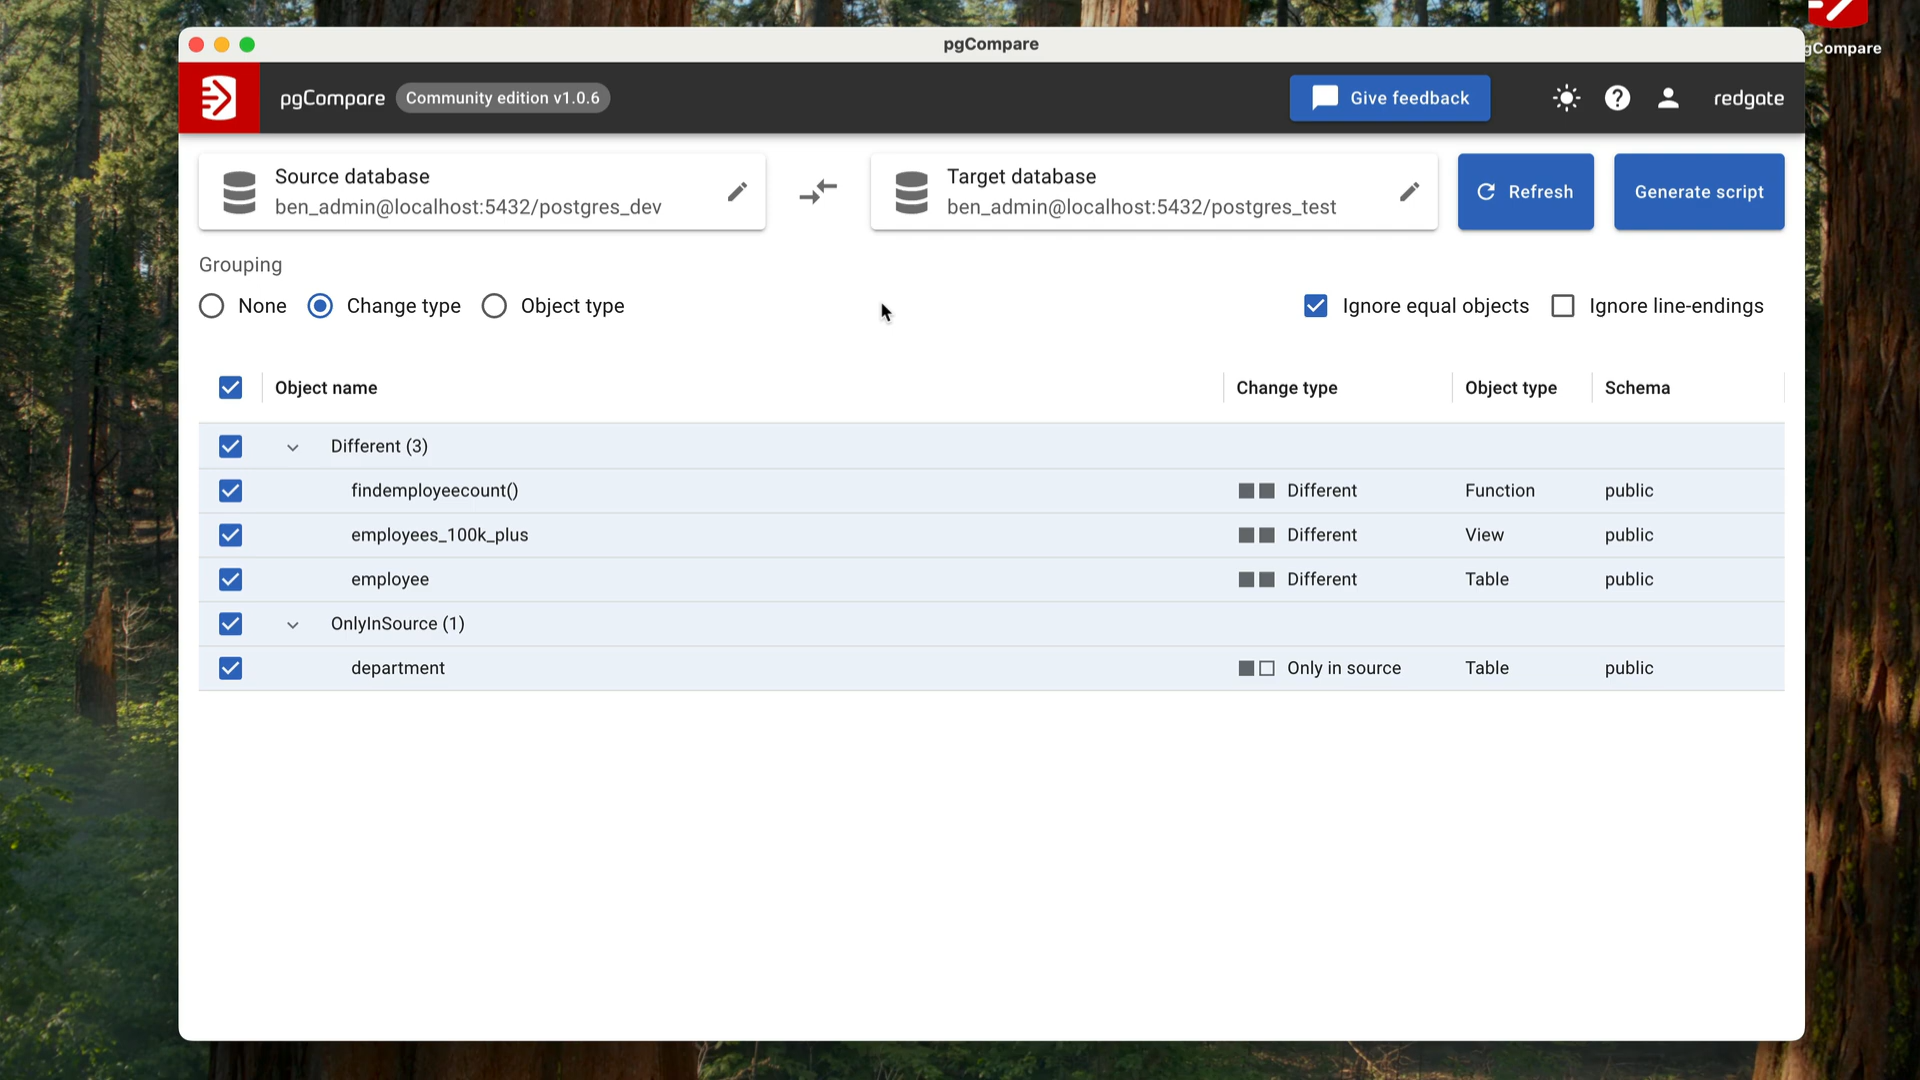 pgCompare
gCompare
pgCompare Community edition v1.0.6 Give feedback redgate
Source database
ben_admin@localhost:5432/postgres_dev
Target database
ben_admin@localhost:5432/postgres_test
Refresh
Generate script
Grouping
None Change type Object type Ignore equal objects Ignore line-endings
Object name Change type Object type Schema
Different (3)
findemployeecount() Different Function public
employees_100k_plus Different View public
employee Different Table public
OnlyInSource (1)
department Only in source Table public